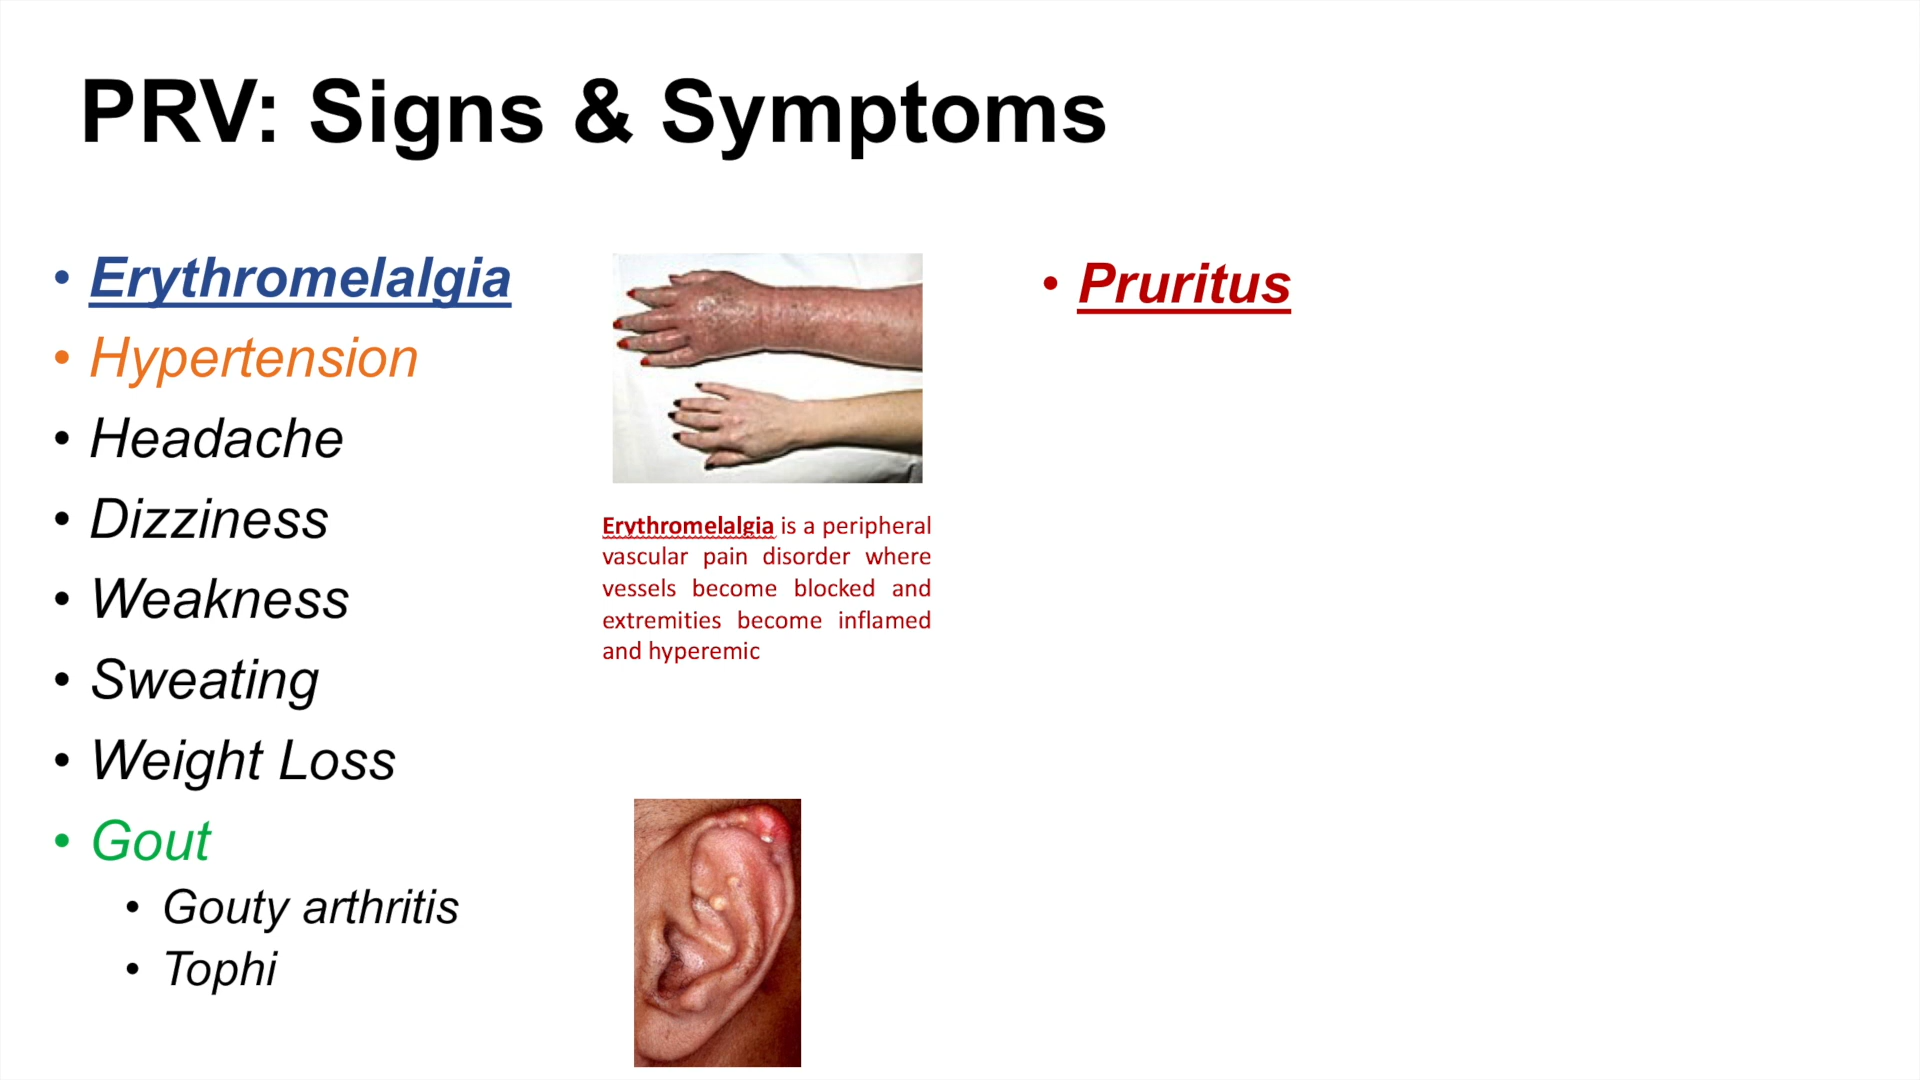 PRV: Signs & Symptoms
• Erythromelalgia
• Hypertension
• Headache
• Dizziness
• Weakness
• Sweating
• Weight Loss
• Gout
• Gouty arthritis
• Tophi
Erythromelalgia is a peripheral
vascular pain disorder where
vessels become blocked and
extremities become inflamed
and hyperemic
• Pruritus